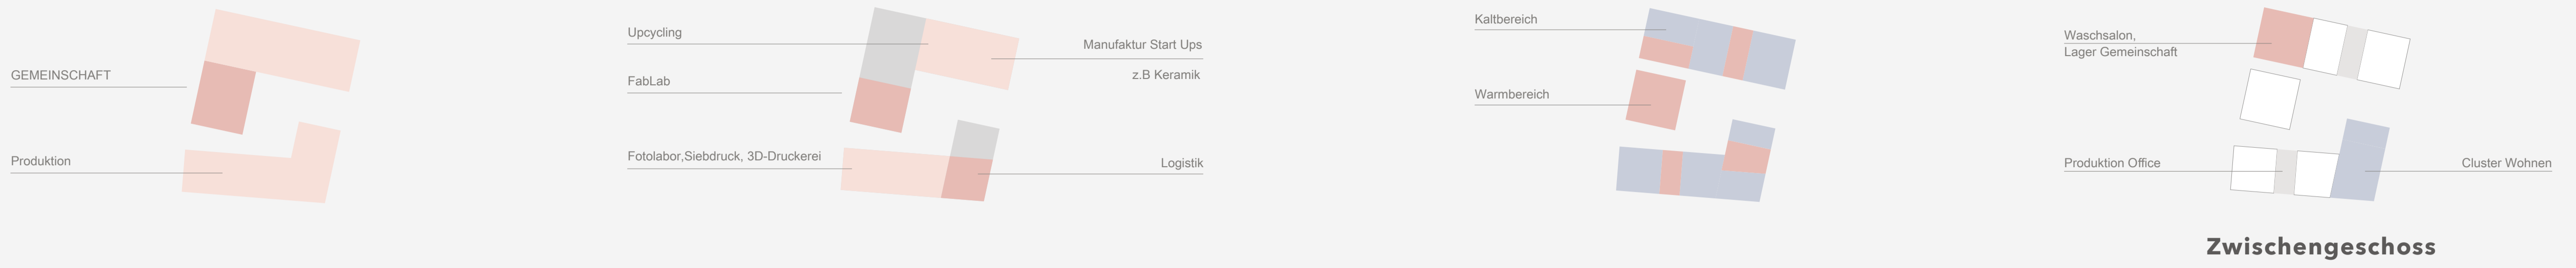 GEMEINSCHAFT
Produktion
Upcycling
FabLab
Fotolabor,Siebdruck, 3D-Druckerei
Manufaktur Start Ups
z.B Keramik
Logistik
Kaltbereich
Warmbereich
Waschsalon,
Lager Gemeinschaft
Produktion Office
Cluster Wohnen
Zwischengeschoss